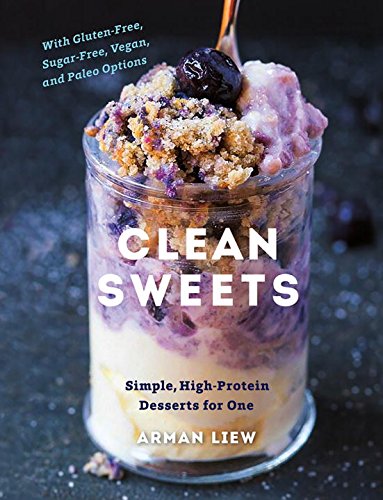 With Gluten-Free,
Sugar-Free, Vegan,
and Paleo Options
CLEAN
SWEETS
Simple, High-Protein
Desserts for One
ARMAN LIEW